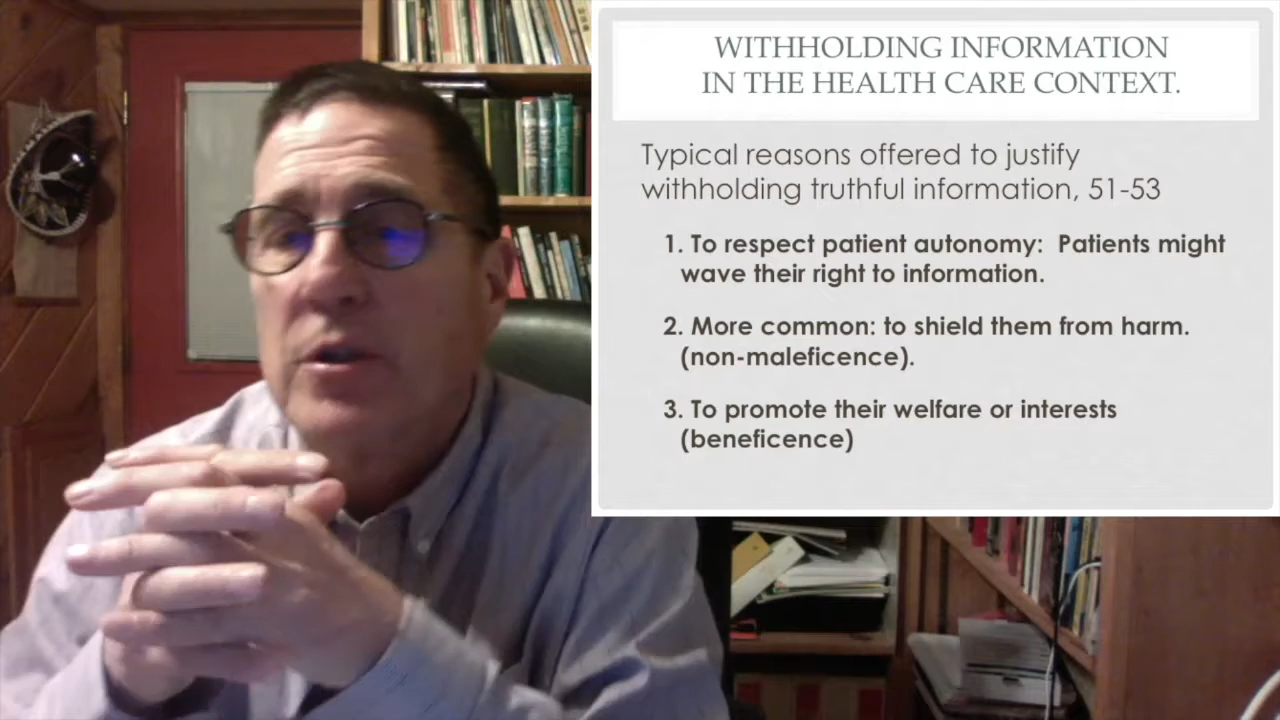 WITHHOLDING INFORMATION
IN THE HEALTH CARE CONTEXT.
Typical reasons offered to justify
withholding truthful information, 51-53
1. To respect patient autonomy:  Patients might
wave their right to information.
2. More common: to shield them from harm.
(non-maleficence).
3. To promote their welfare or interests
(beneficence)